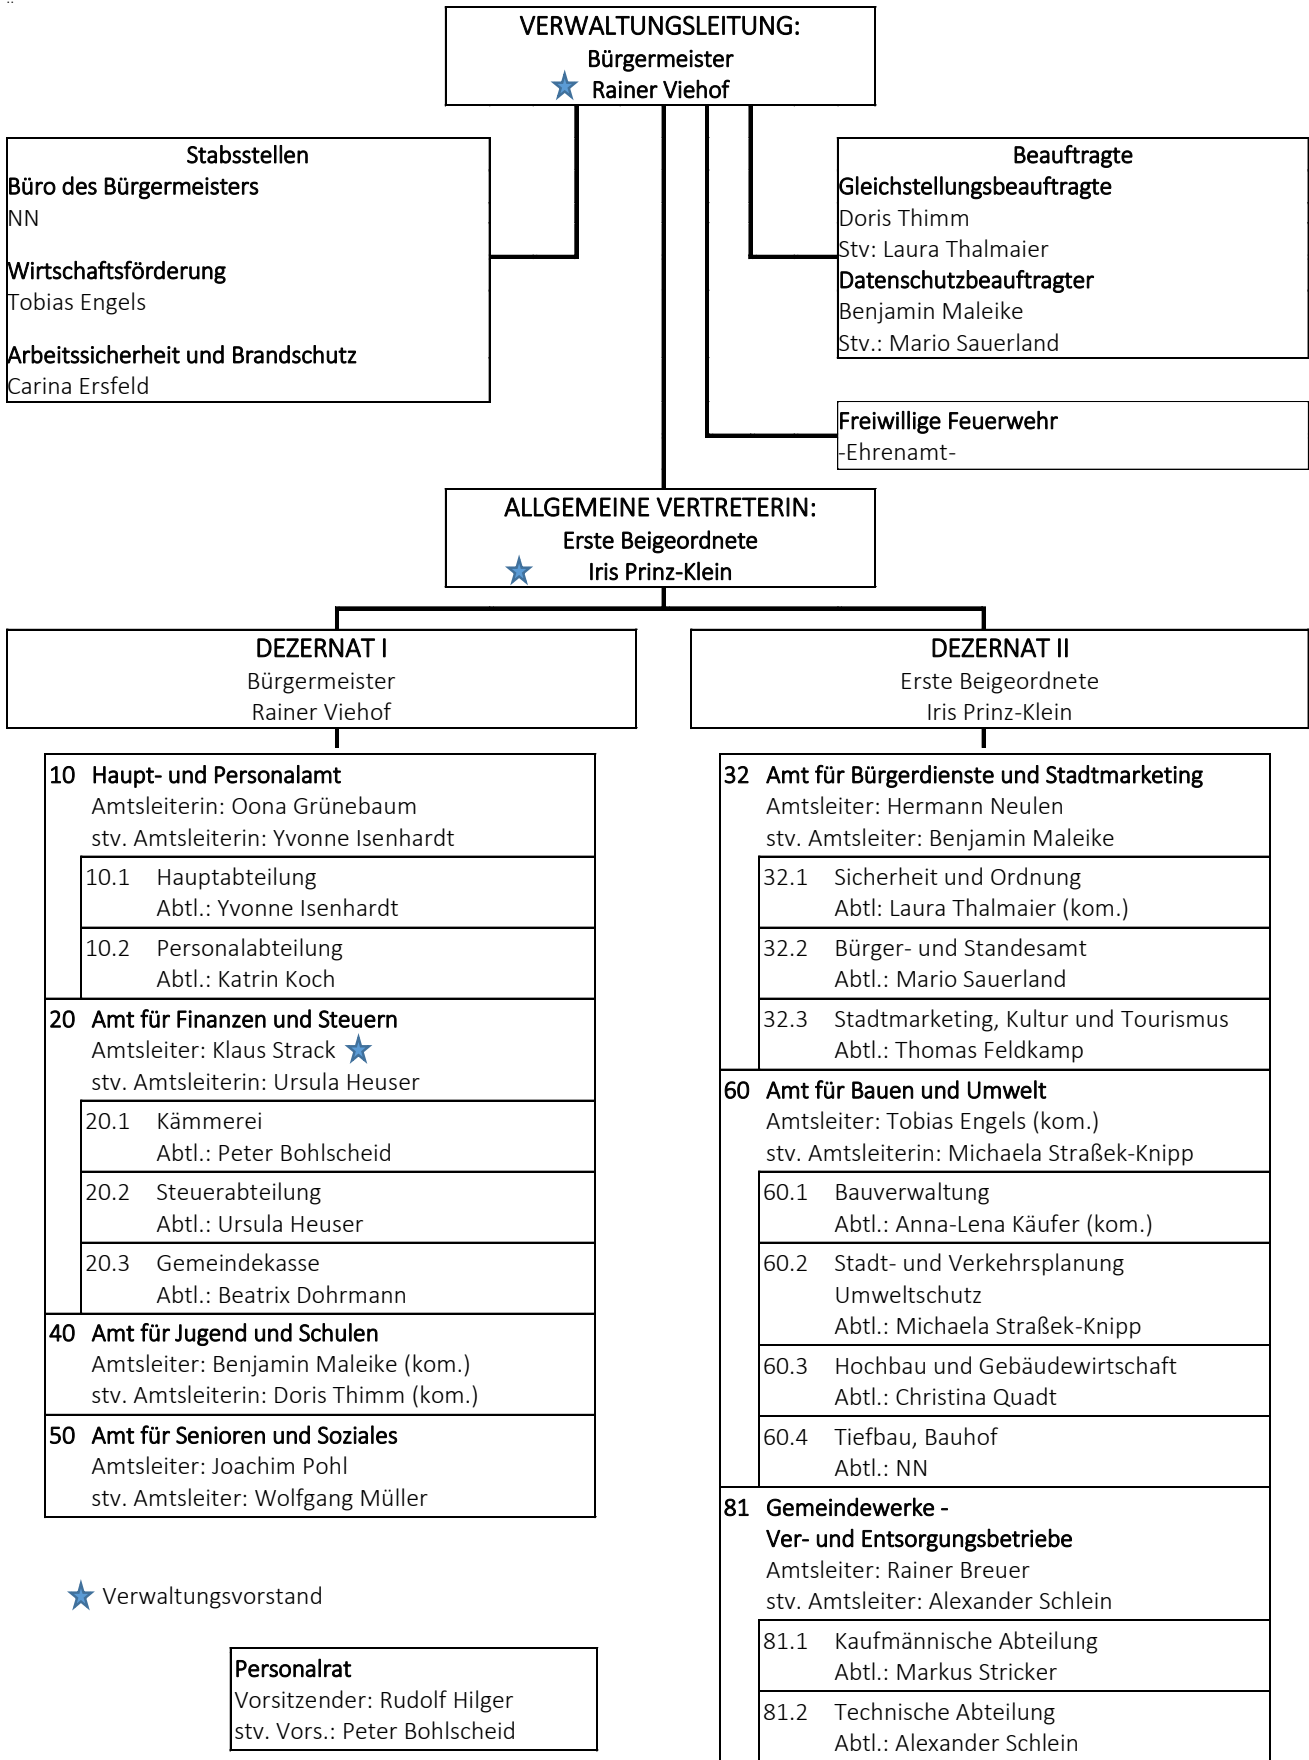 VERWALTUNGSLEITUNG:
Bürgermeister
Rainer Viehof
Stabsstellen
Büro des Bürgermeisters
NN
Wirtschaftsförderung
Tobias Engels
Arbeitssicherheit und Brandschutz
Carina Ersfeld
Beauftragte
Gleichstellungsbeauftragte
Doris Thimm
Stv: Laura Thalmaier
Datenschutzbeauftragter
Benjamin Maleike
Stv.: Mario Sauerland
Freiwillige Feuerwehr
-Ehrenamt-
ALLGEMEINE VERTRETERIN:
Erste Beigeordnete
Iris Prinz-Klein
DEZERNAT I
Bürgermeister
Rainer Viehof
10 Haupt- und Personalamt
Amtsleiterin: Oona Grünebaum
stv. Amtsleiterin: Yvonne Isenhardt
10.1 Hauptabteilung
Abtl.: Yvonne Isenhardt
10.2 Personalabteilung
Abtl.: Katrin Koch
20 Amt für Finanzen und Steuern
Amtsleiter: Klaus Strack
stv. Amtsleiterin: Ursula Heuser
20.1 Kämmerei
Abtl.: Peter Bohlscheid
20.2 Steuerabteilung
Abtl.: Ursula Heuser
20.3 Gemeindekasse
Abtl.: Beatrix Dohrmann
40 Amt für Jugend und Schulen
Amtsleiter: Benjamin Maleike (kom.)
stv. Amtsleiterin: Doris Thimm (kom.)
50 Amt für Senioren und Soziales
Amtsleiter: Joachim Pohl
stv. Amtsleiter: Wolfgang Müller
DEZERNAT II
Erste Beigeordnete
Iris Prinz-Klein
32 Amt für Bürgerdienste und Stadtmarketing
Amtsleiter: Hermann Neulen
stv. Amtsleiter: Benjamin Maleike
32.1 Sicherheit und Ordnung
Abtl: Laura Thalmaier (kom.)
32.2 Bürger- und Standesamt
Abtl.: Mario Sauerland
32.3 Stadtmarketing, Kultur und Tourismus
Abtl.: Thomas Feldkamp
60 Amt für Bauen und Umwelt
Amtsleiter: Tobias Engels (kom.)
stv. Amtsleiterin: Michaela Straßek-Knipp
60.1 Bauverwaltung
Abtl.: Anna-Lena Käufer (kom.)
60.2 Stadt- und Verkehrsplanung
Umweltschutz
Abtl.: Michaela Straßek-Knipp
60.3 Hochbau und Gebäudewirtschaft
Abtl.: Christina Quadt
60.4 Tiefbau, Bauhof
Abtl.: NN
81 Gemeindewerke -
Ver- und Entsorgungsbetriebe
Amtsleiter: Rainer Breuer
stv. Amtsleiter: Alexander Schlein
81.1 Kaufmännische Abteilung
Abtl.: Markus Stricker
81.2 Technische Abteilung
Abtl.: Alexander Schlein
Verwaltungsvorstand
Personalrat
Vorsitzender: Rudolf Hilger
stv. Vors.: Peter Bohlscheid